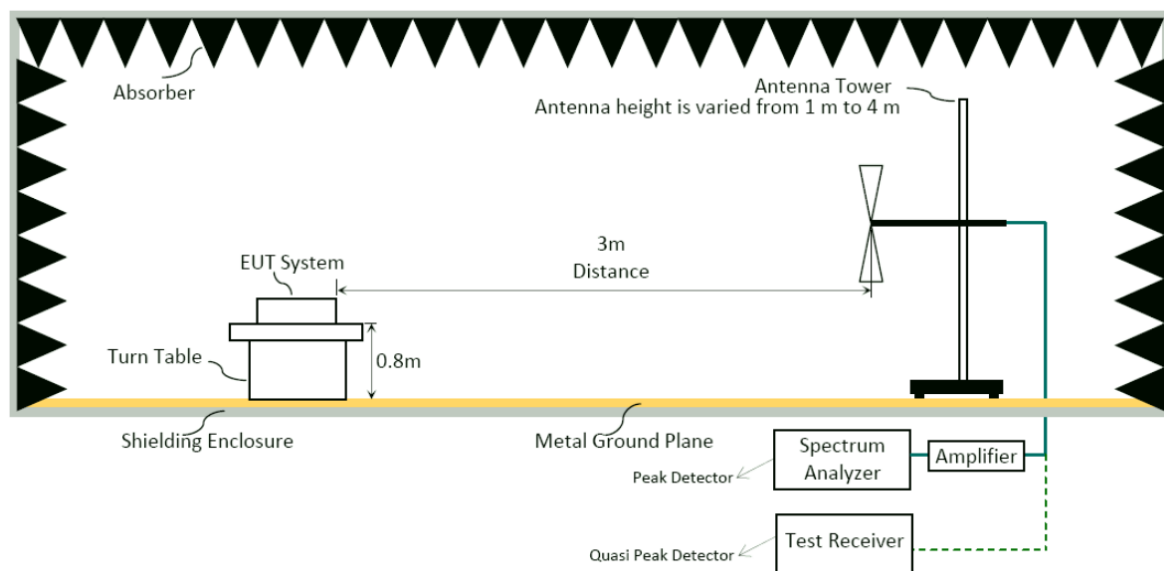 Absorber
Antenna Tower
Antenna height is varied from 1 m to 4 m
3m
Distance
EUT System
Turn Table
0.8m
Shielding Enclosure
Metal Ground Plane
Spectrum
Analyzer
Amplifier
Peak Detector
Test Receiver
Quasi Peak Detector